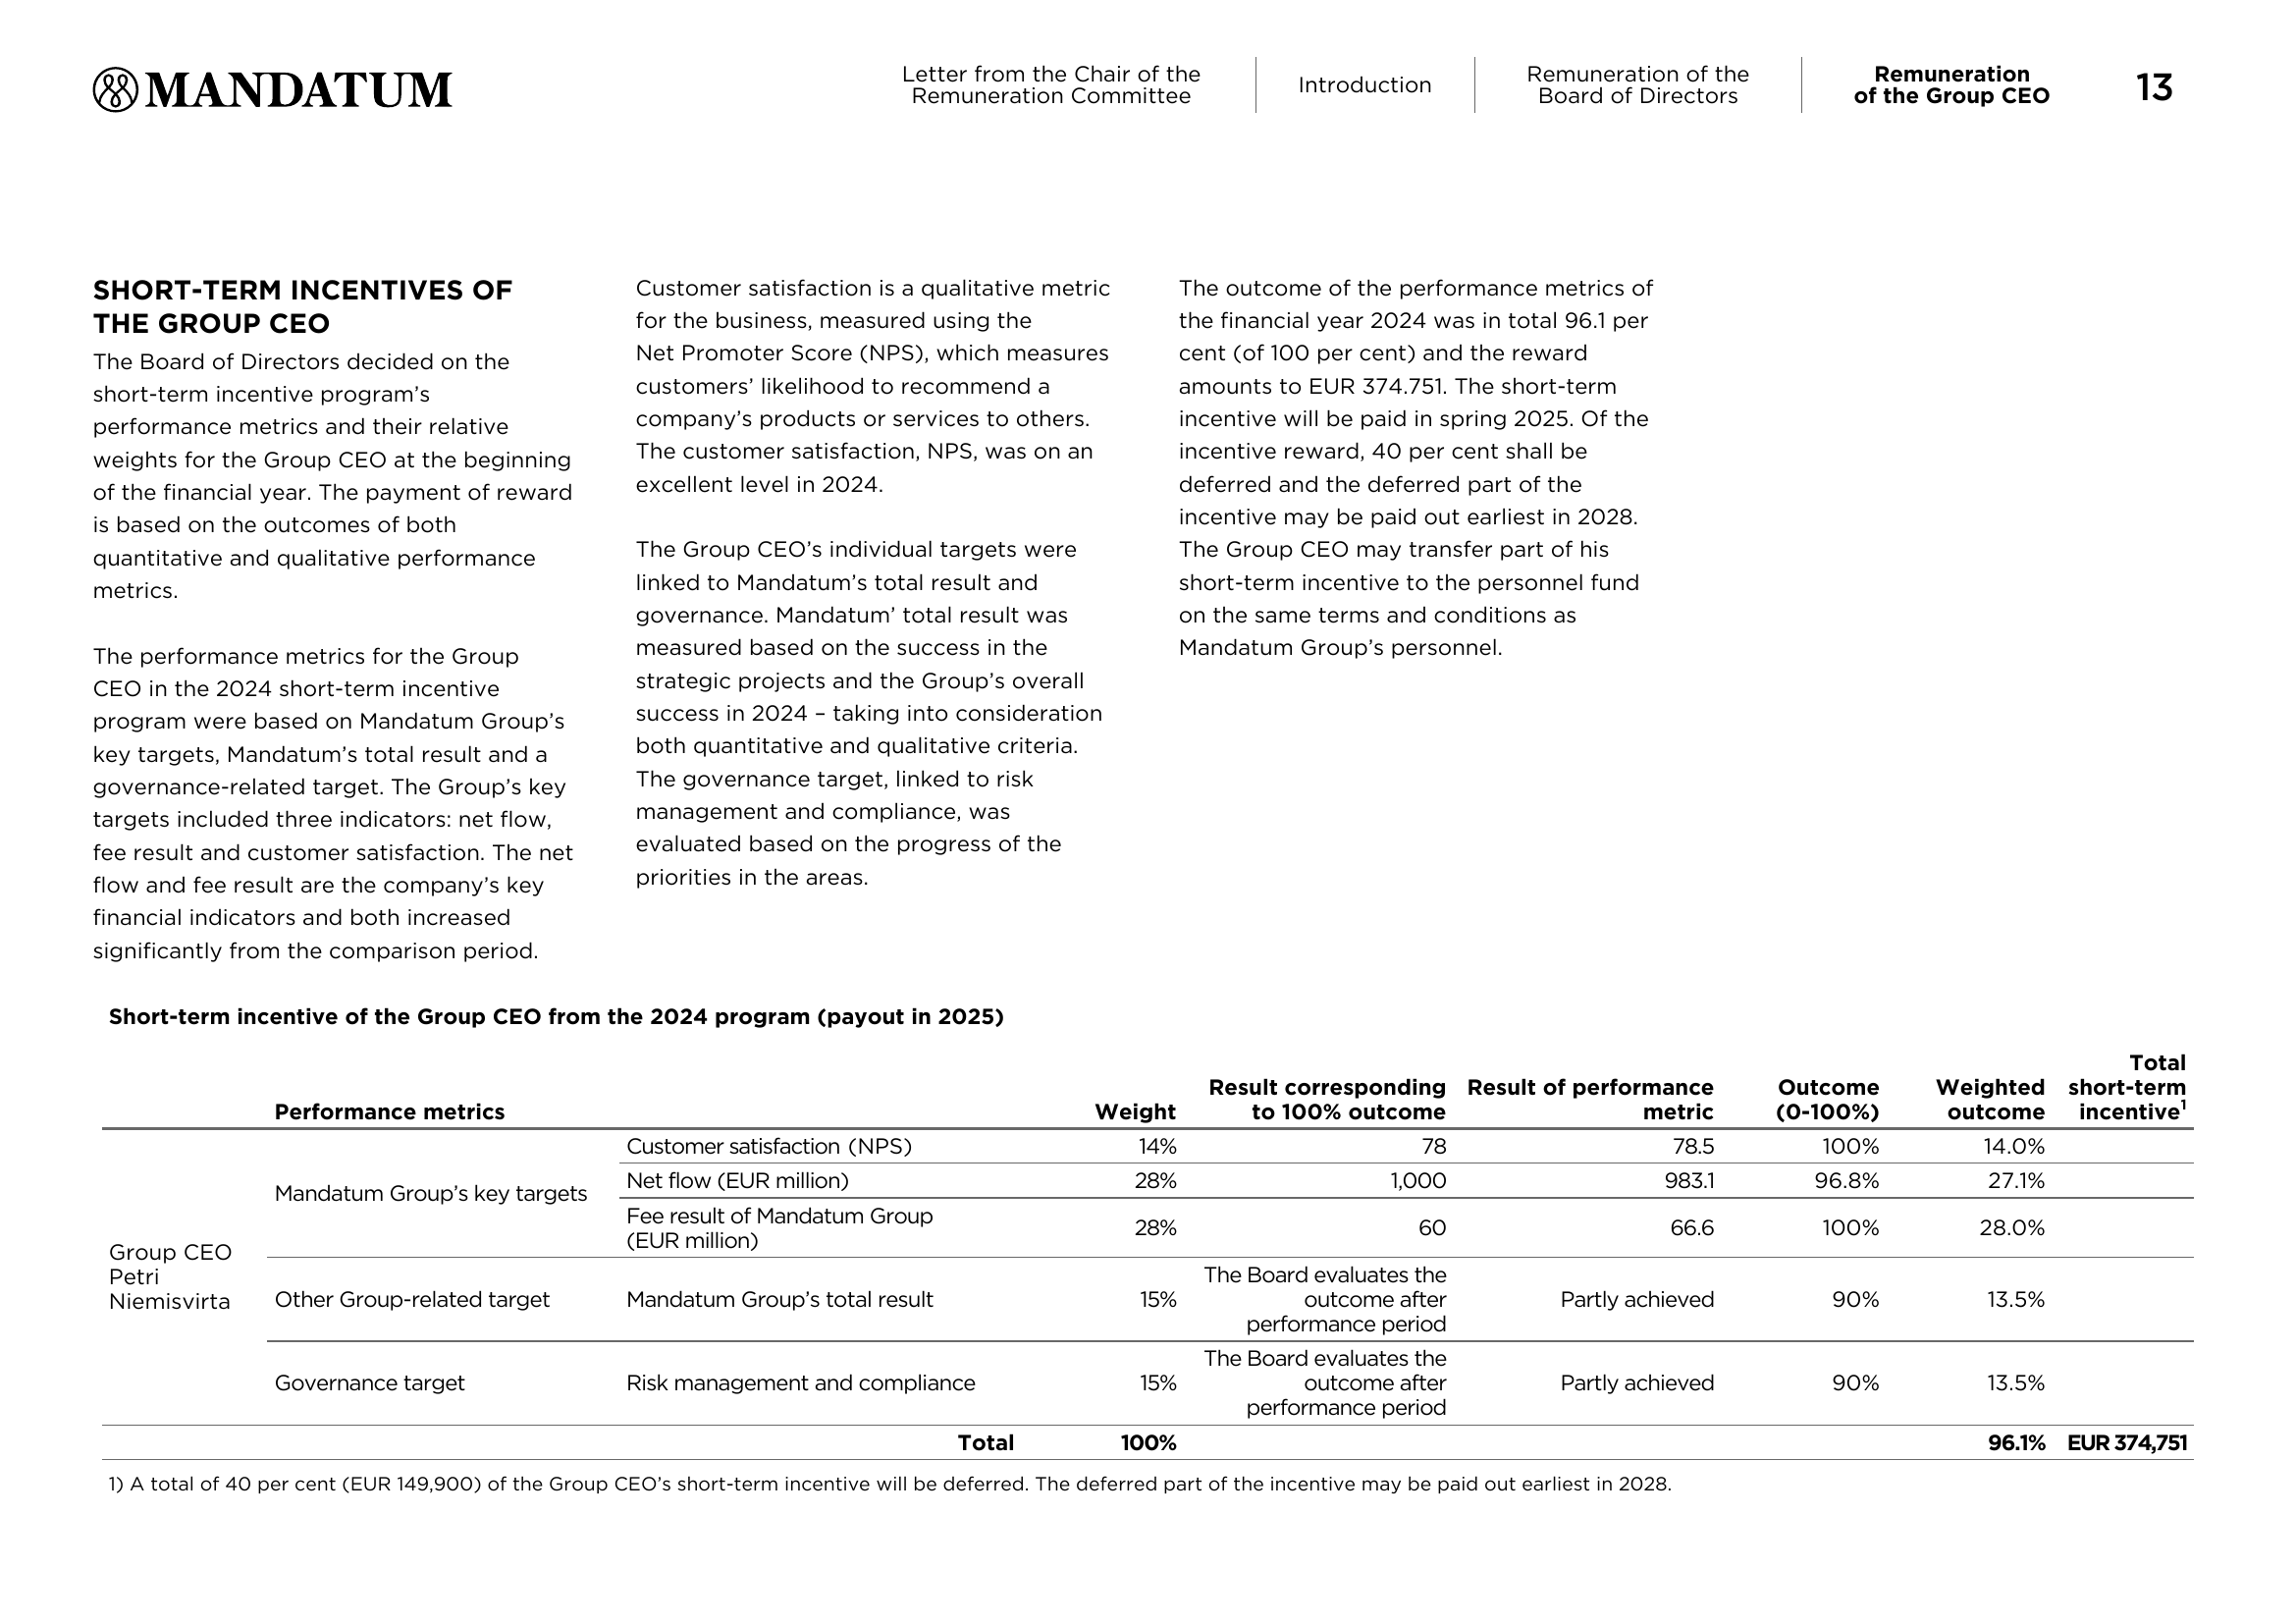 MANDATUM
Letter from the Chair of the
Remuneration Committee
Introduction
Remuneration of the
Board of Directors
Remuneration
of the Group CEO
13
SHORT-TERM INCENTIVES OF
THE GROUP CEO
The Board of Directors decided on the
short-term incentive program’s
performance metrics and their relative
weights for the Group CEO at the beginning
of the financial year. The payment of reward
is based on the outcomes of both
quantitative and qualitative performance
metrics.
The performance metrics for the Group
CEO in the 2024 short-term incentive
program were based on Mandatum Group’s
key targets, Mandatum’s total result and a
governance-related target. The Group’s key
targets included three indicators: net flow,
fee result and customer satisfaction. The net
flow and fee result are the company’s key
financial indicators and both increased
significantly from the comparison period.
Customer satisfaction is a qualitative metric
for the business, measured using the
Net Promoter Score (NPS), which measures
customers’ likelihood to recommend a
company’s products or services to others.
The customer satisfaction, NPS, was on an
excellent level in 2024.
The Group CEO’s individual targets were
linked to Mandatum’s total result and
governance. Mandatum’ total result was
measured based on the success in the
strategic projects and the Group’s overall
success in 2024 – taking into consideration
both quantitative and qualitative criteria.
The governance target, linked to risk
management and compliance, was
evaluated based on the progress of the
priorities in the areas.
The outcome of the performance metrics of
the financial year 2024 was in total 96.1 per
cent (of 100 per cent) and the reward
amounts to EUR 374.751. The short-term
incentive will be paid in spring 2025. Of the
incentive reward, 40 per cent shall be
deferred and the deferred part of the
incentive may be paid out earliest in 2028.
The Group CEO may transfer part of his
short-term incentive to the personnel fund
on the same terms and conditions as
Mandatum Group’s personnel.
Short-term incentive of the Group CEO from the 2024 program (payout in 2025)
Performance metrics
Weight
Result corresponding
to 100% outcome
Result of performance
metric
Outcome
(0-100%)
Weighted
outcome
Total
short-term
incentive¹
Group CEO
Petri
Niemisvirta
Mandatum Group’s key targets
Customer satisfaction (NPS) 14% 78 78.5 100% 14.0%
Net flow (EUR million) 28% 1,000 983.1 96.8% 27.1%
Fee result of Mandatum Group
(EUR million) 28% 60 66.6 100% 28.0%
Other Group-related target
Mandatum Group’s total result
15%
The Board evaluates the
outcome after
performance period
Partly achieved
90%
13.5%
Governance target
Risk management and compliance
15%
The Board evaluates the
outcome after
performance period
Partly achieved
90%
13.5%
Total 100% 96.1% EUR 374,751
1) A total of 40 per cent (EUR 149,900) of the Group CEO’s short-term incentive will be deferred. The deferred part of the incentive may be paid out earliest in 2028.